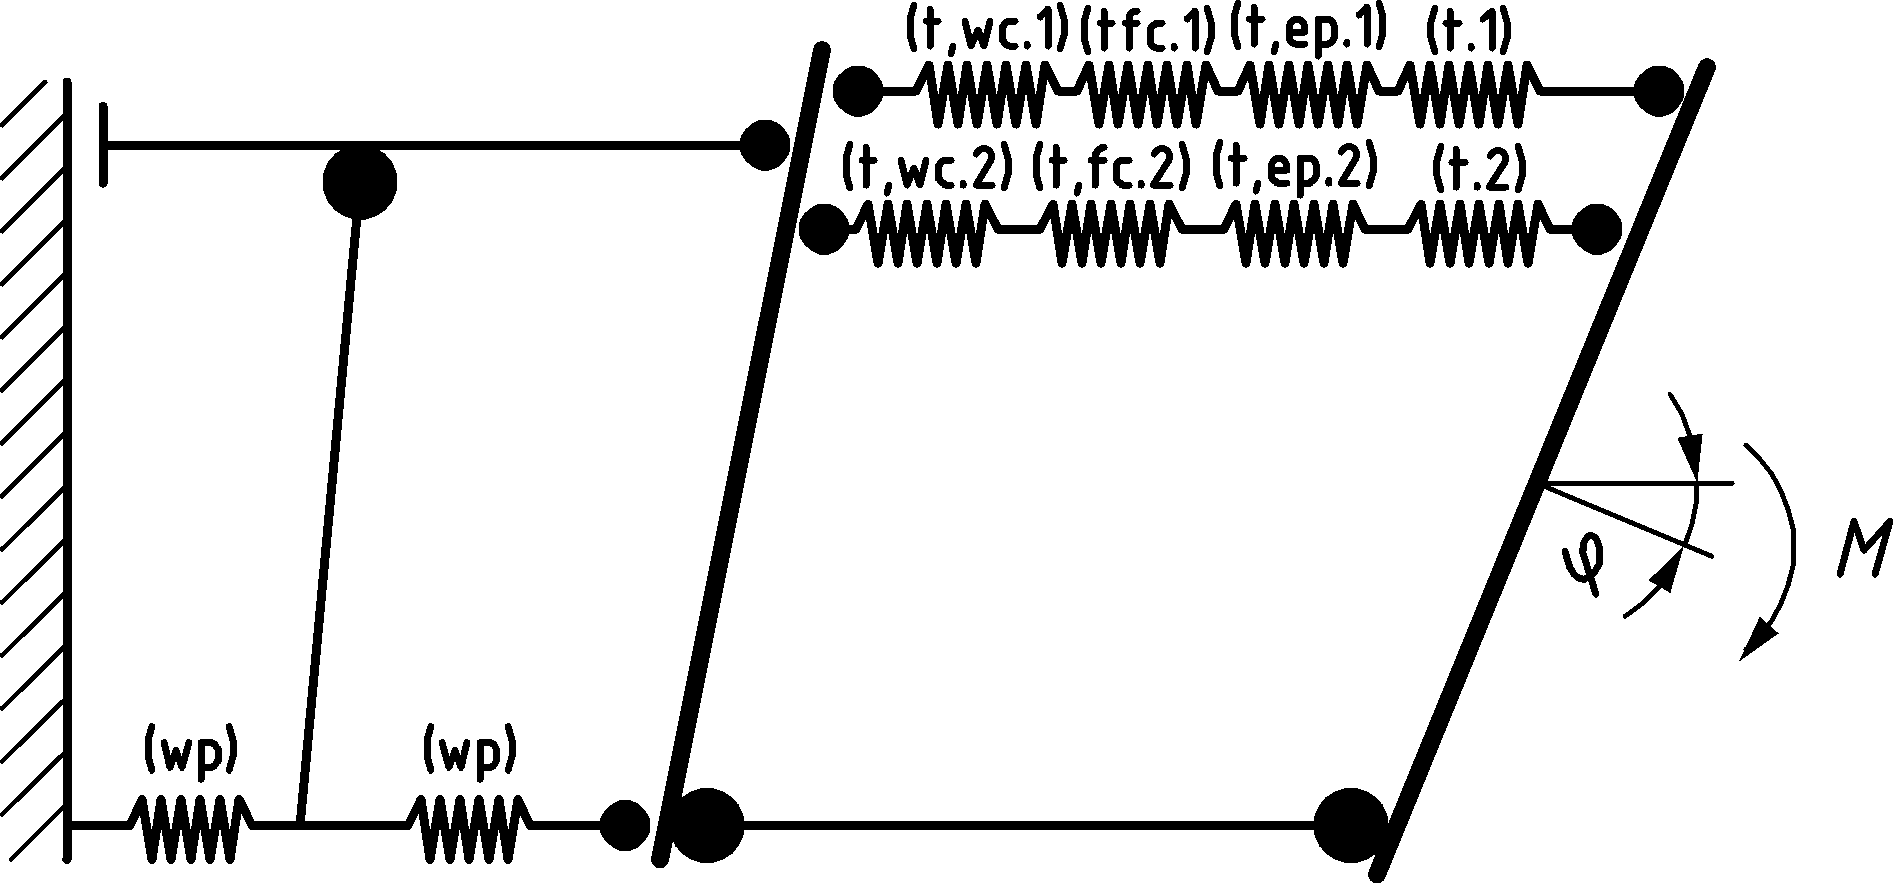 (t,wc.1) (tfc.1) (t,ep.1) (t.1)
(t,wc.2) (t,fc.2) (t,ep.2) (t.2)
φ M
(wp) (wp)